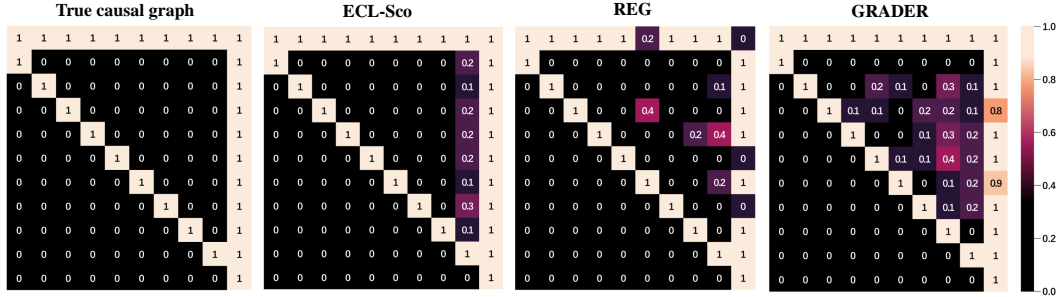 True causal graph
1 1 1 1 1 1 1 1 1 1
1 0 0 0 0 0 0 0 0 1
0 1 0 0 0 0 0 0 0 1
0 0 1 0 0 0 0 0 0 1
0 0 0 1 0 0 0 0 0 1
0 0 0 0 1 0 0 0 0 1
0 0 0 0 0 1 0 0 0 1
0 0 0 0 0 0 1 0 0 1
0 0 0 0 0 0 0 1 0 1
0 0 0 0 0 0 0 0 1 1
0 0 0 0 0 0 0 0 0 1
ECL-Sco
1 1 1 1 1 1 1 1 1 1
1 0 0 0 0 0 0 0 0.2 1
0 1 0 0 0 0 0 0 0.1 1
0 0 1 0 0 0 0 0 0.2 1
0 0 0 1 0 0 0 0 0.2 1
0 0 0 0 1 0 0 0 0.2 1
0 0 0 0 0 1 0 0 0.1 1
0 0 0 0 0 0 1 0 0.3 1
0 0 0 0 0 0 0 1 0.1 1
0 0 0 0 0 0 0 0 1 1
0 0 0 0 0 0 0 0 0 1
REG
1 1 1 1 1 0.2 1 1 1 0
1 0 0 0 0 0 0 0 0 1
0 1 0 0 0 0 0 0 0.1 1
0 0 1 0 0 0.4 0 0 0 1
0 0 0 1 0 0 0 0.2 0.4 1
0 0 0 0 1 0 0 0 0 0
0 0 0 0 0 1 0 0 0.2 1
0 0 0 0 0 0 1 0 0 0
0 0 0 0 0 0 0 1 0 1
0 0 0 0 0 0 0 0 1 1
0 0 0 0 0 0 0 0 0 1
GRADER
1 1 1 1 1 1 1 1 1 1
1 0 0 0 0 0 0 0 0 1
0 1 0 0 0.2 0.1 0 0.3 0.1 1
0 0 1 0.1 0.1 0 0.2 0.2 0.1 0.8
0 0 0 1 0 0 0.1 0.3 0.2 1
0 0 0 0 1 0.1 0.1 0.4 0.2 1
0 0 0 0 0 1 0 0.1 0.2 0.9
0 0 0 0 0 0 1 0.1 0.2 1
0 0 0 0 0 0 0 1 0 1
0 0 0 0 0 0 0 0 1 1
0 0 0 0 0 0 0 0 0 1
1.0
0.8
0.6
0.4
0.2
0.0